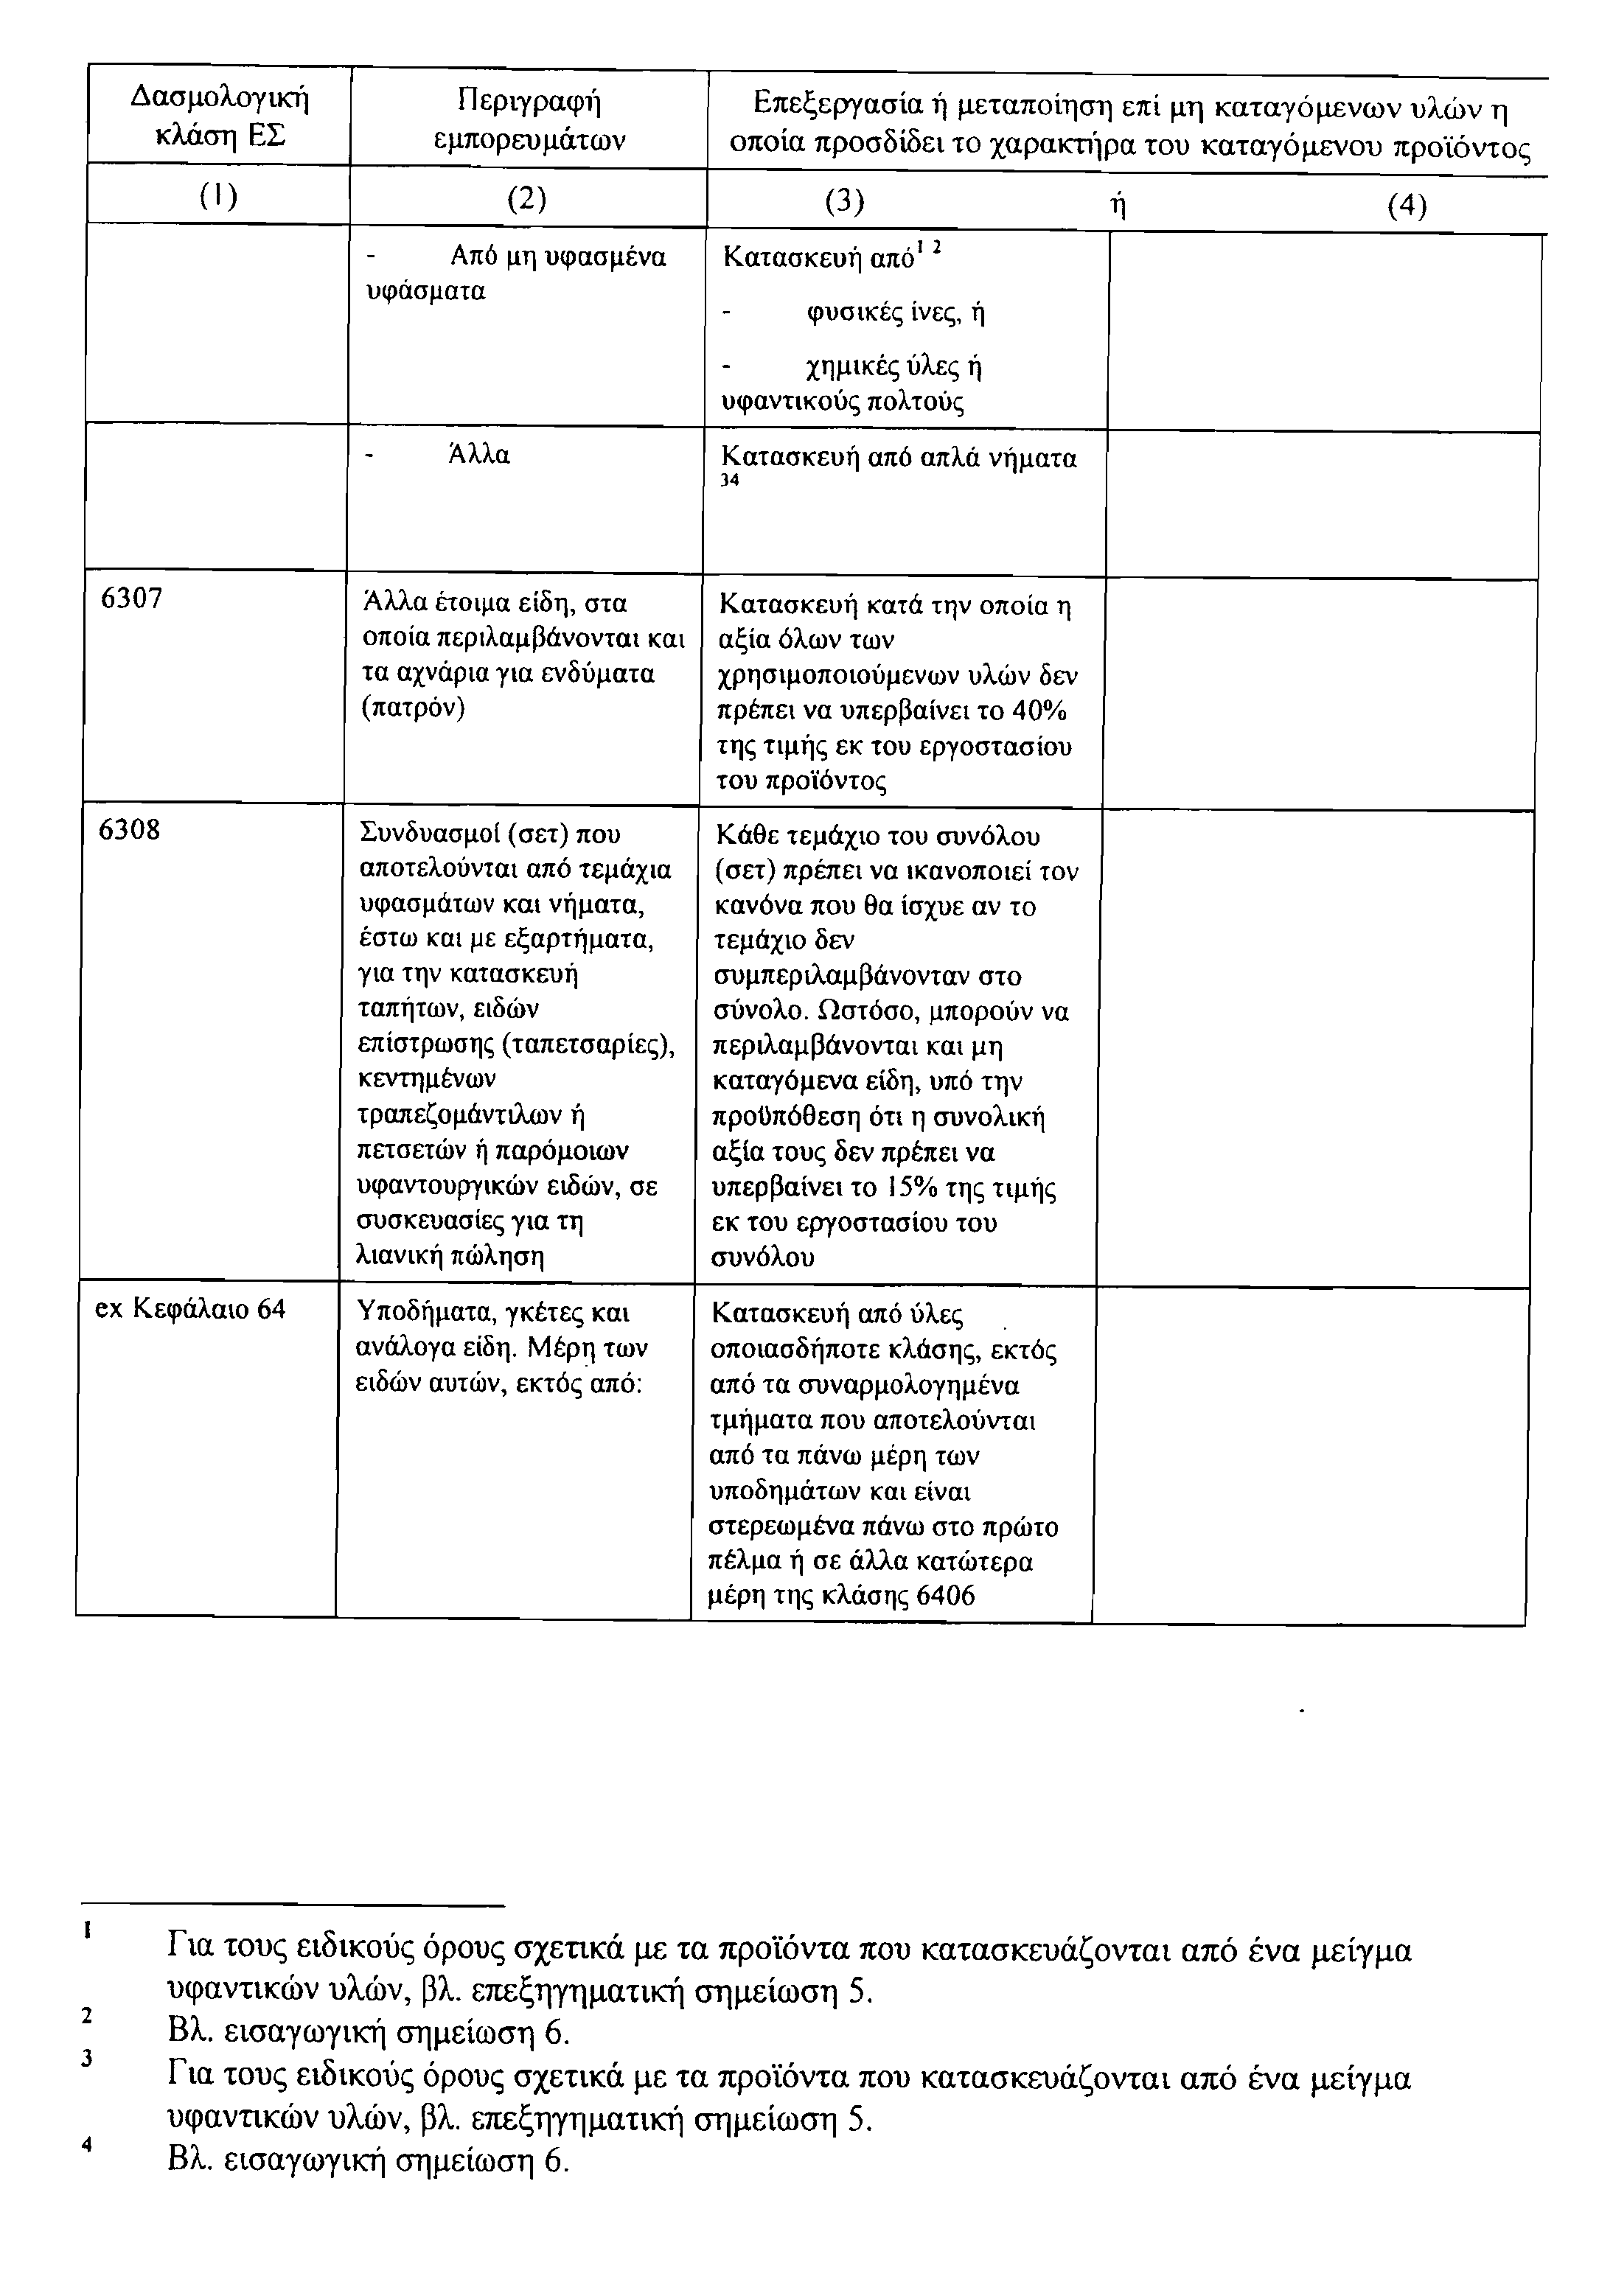 Δασμολογική
κλάση ΕΣ
Περιγραφή
εμπορευμάτων
Επεξεργασία ή μεταποίηση επί μη καταγόμενων υλών η
οποία προσδίδει το χαρακτήρα του καταγόμενου προϊόντος
(1)
(2)
(3) ή (4)
- Από μη υφασμένα
υφάσματα
Κατασκευή από¹ ²
- φυσικές ίνες, ή
- χημικές ύλες ή
υφαντικούς πολτούς
- Άλλα
Κατασκευή από απλά νήματα
³⁴
6307
Άλλα έτοιμα είδη, στα
οποία περιλαμβάνονται και
τα αχνάρια για ενδύματα
(πατρόν)
Κατασκευή κατά την οποία η
αξία όλων των
χρησιμοποιούμενων υλών δεν
πρέπει να υπερβαίνει το 40%
της τιμής εκ του εργοστασίου
του προϊόντος
6308
Συνδυασμοί (σετ) που
αποτελούνται από τεμάχια
υφασμάτων και νήματα,
έστω και με εξαρτήματα,
για την κατασκευή
ταπήτων, ειδών
επίστρωσης (ταπετσαρίες),
κεντημένων
τραπεζομάντιλων ή
πετσετών ή παρόμοιων
υφαντουργικών ειδών, σε
συσκευασίες για τη
λιανική πώληση
Κάθε τεμάχιο του συνόλου
(σετ) πρέπει να ικανοποιεί τον
κανόνα που θα ίσχυε αν το
τεμάχιο δεν
συμπεριλαμβάνονταν στο
σύνολο. Ωστόσο, μπορούν να
περιλαμβάνονται και μη
καταγόμενα είδη, υπό την
προϋπόθεση ότι η συνολική
αξία τους δεν πρέπει να
υπερβαίνει το 15% της τιμής
εκ του εργοστασίου του
συνόλου
ex Κεφάλαιο 64
Υποδήματα, γκέτες και
ανάλογα είδη. Μέρη των
ειδών αυτών, εκτός από:
Κατασκευή από ύλες
οποιασδήποτε κλάσης, εκτός
από τα συναρμολογημένα
τμήματα που αποτελούνται
από τα πάνω μέρη των
υποδημάτων και είναι
στερεωμένα πάνω στο πρώτο
πέλμα ή σε άλλα κατώτερα
μέρη της κλάσης 6406
1 Για τους ειδικούς όρους σχετικά με τα προϊόντα που κατασκευάζονται από ένα μείγμα
υφαντικών υλών, βλ. επεξηγηματική σημείωση 5.
2 Βλ. εισαγωγική σημείωση 6.
3 Για τους ειδικούς όρους σχετικά με τα προϊόντα που κατασκευάζονται από ένα μείγμα
υφαντικών υλών, βλ. επεξηγηματική σημείωση 5.
4 Βλ. εισαγωγική σημείωση 6.